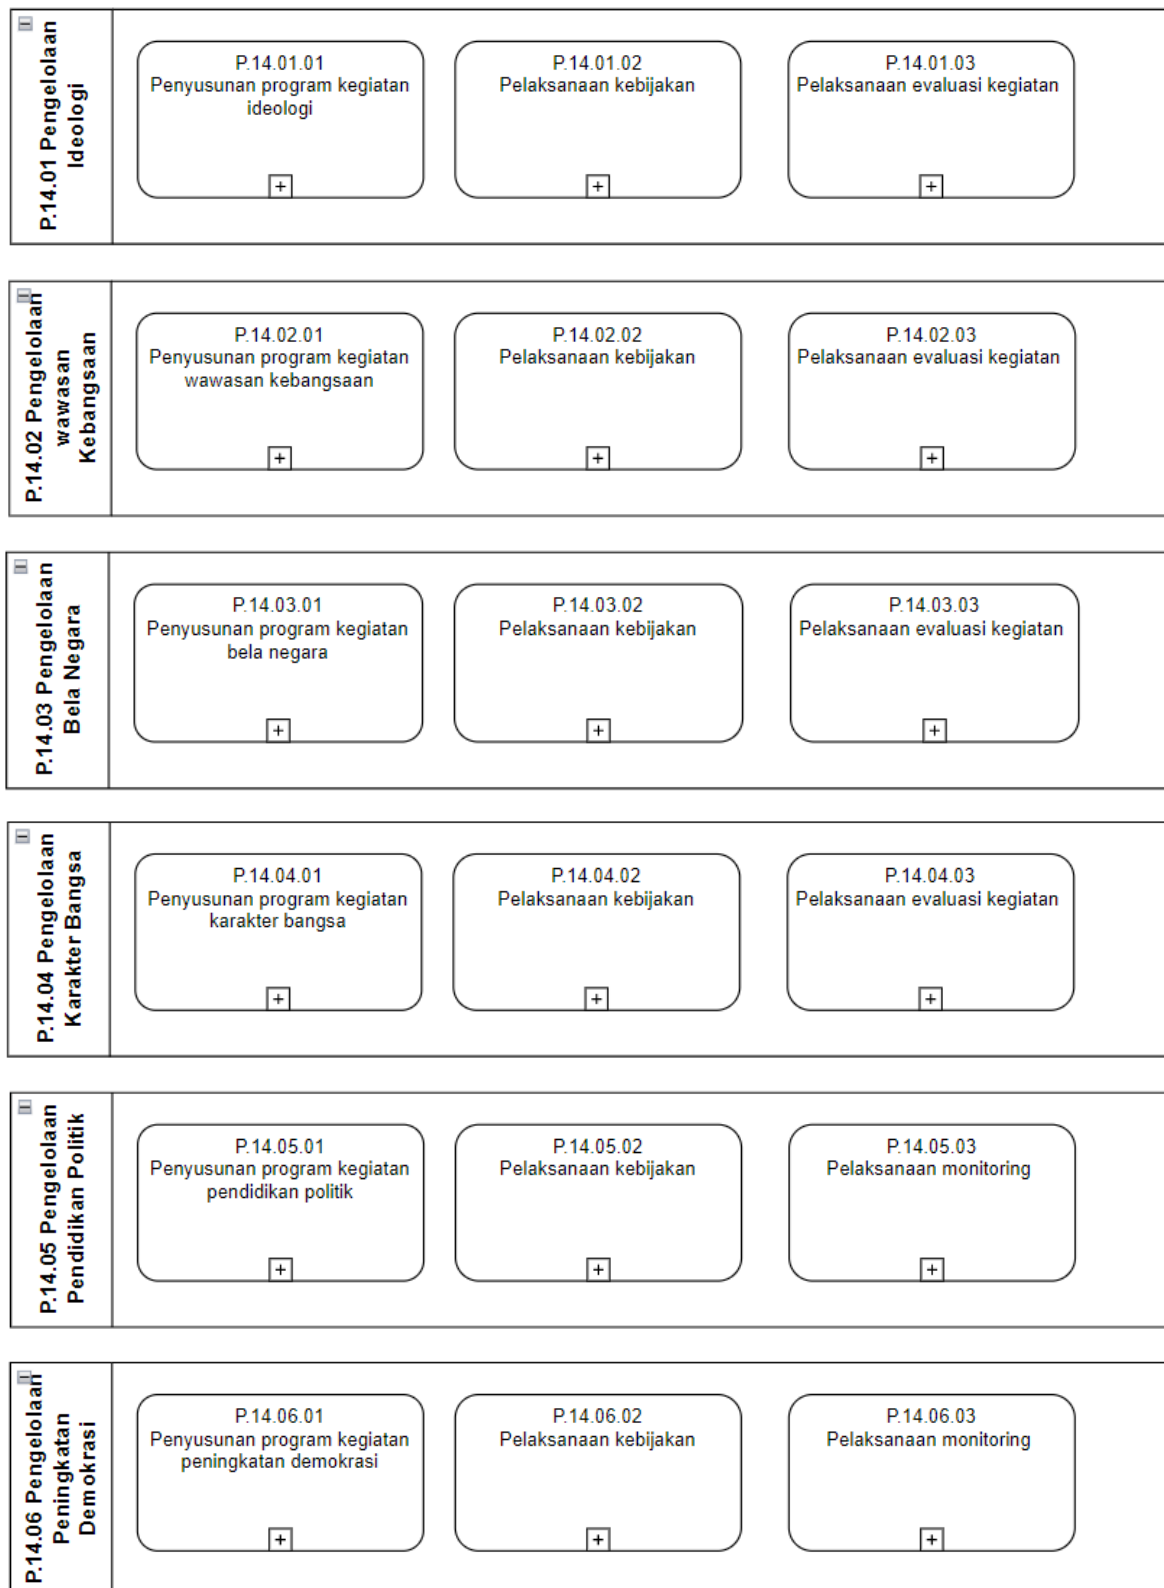 P.14.01 Pengelolaan
Ideologi
P.14.01.01
Penyusunan program kegiatan
ideologi
P.14.01.02
Pelaksanaan kebijakan
P.14.01.03
Pelaksanaan evaluasi kegiatan
P.14.02 Pengelolaan
wawasan
Kebangsaan
P.14.02.01
Penyusunan program kegiatan
wawasan kebangsaan
P.14.02.02
Pelaksanaan kebijakan
P.14.02.03
Pelaksanaan evaluasi kegiatan
P.14.03 Pengelolaan
Bela Negara
P.14.03.01
Penyusunan program kegiatan
bela negara
P.14.03.02
Pelaksanaan kebijakan
P.14.03.03
Pelaksanaan evaluasi kegiatan
P.14.04 Pengelolaan
Karakter Bangsa
P.14.04.01
Penyusunan program kegiatan
karakter bangsa
P.14.04.02
Pelaksanaan kebijakan
P.14.04.03
Pelaksanaan evaluasi kegiatan
P.14.05 Pengelolaan
Pendidikan Politik
P.14.05.01
Penyusunan program kegiatan
pendidikan politik
P.14.05.02
Pelaksanaan kebijakan
P.14.05.03
Pelaksanaan monitoring
P.14.06 Pengelolaan
Peningkatan
Demokrasi
P.14.06.01
Penyusunan program kegiatan
peningkatan demokrasi
P.14.06.02
Pelaksanaan kebijakan
P.14.06.03
Pelaksanaan monitoring